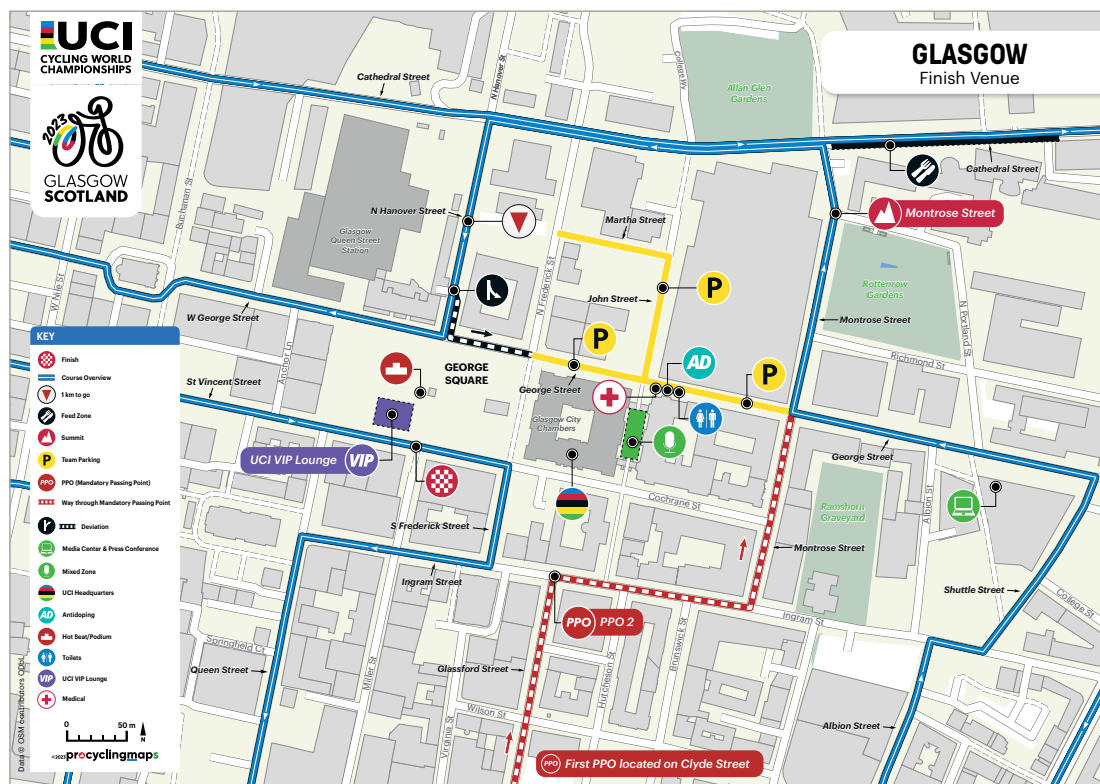 UCI
CYCLING WORLD
CHAMPIONSHIPS
2023
GLASGOW
SCOTLAND
GLASGOW
Finish Venue
Cathedral Street
N Hanover St
College Wy
Allan Glen
Gardens
Cathedral Street
Buchanan St
N Hanover Street
Martha Street
Montrose Street
Glasgow
Queen Street
Station
N Frederick St
John Street
P
Rottenrow
Gardens
N Portland St
W Nile St
W George Street
Montrose Street
Richmond St
P
Anchor Ln
GEORGE
SQUARE
AD
P
St Vincent Street
George Street
Glasgow City
Chambers
UCI VIP Lounge VIP
George Street
Cochrane St
Ramshorn
Graveyard
Albion St
S Frederick Street
Montrose Street
Ingram Street
Shuttle Street
College St
PPO PPO 2
Ingram St
Springfield Ct
Queen Street
Miller St
Glassford Street
Hutcheson St
Brunswick St
Wilson St
Virginia St
Albion Street
PPO First PPO located on Clyde Street
KEY
Finish
Course Overview
1 km to go
Feed Zone
Summit
P Team Parking
PPO PPO (Mandatory Passing Point)
Way through Mandatory Passing Point
Deviation
Media Center & Press Conference
Mixed Zone
UCI Headquarters
AD Antidoping
Hot Seat/Podium
Toilets
VIP UCI VIP Lounge
Medical
0 50 m
N
©2023 procyclingmaps
Data © OSM contributors ODbL